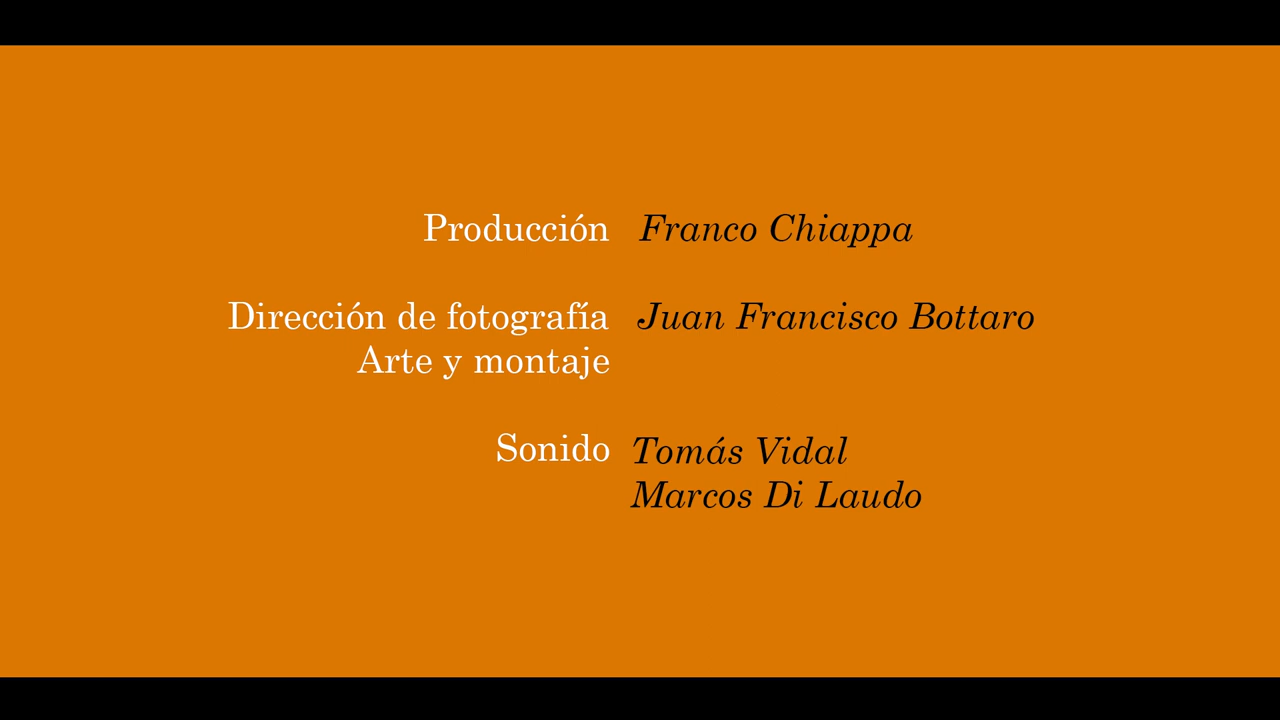 Producción Franco Chiappa
Dirección de fotografía Juan Francisco Bottaro
Arte y montaje
Sonido Tomás Vidal
Marcos Di Laudo